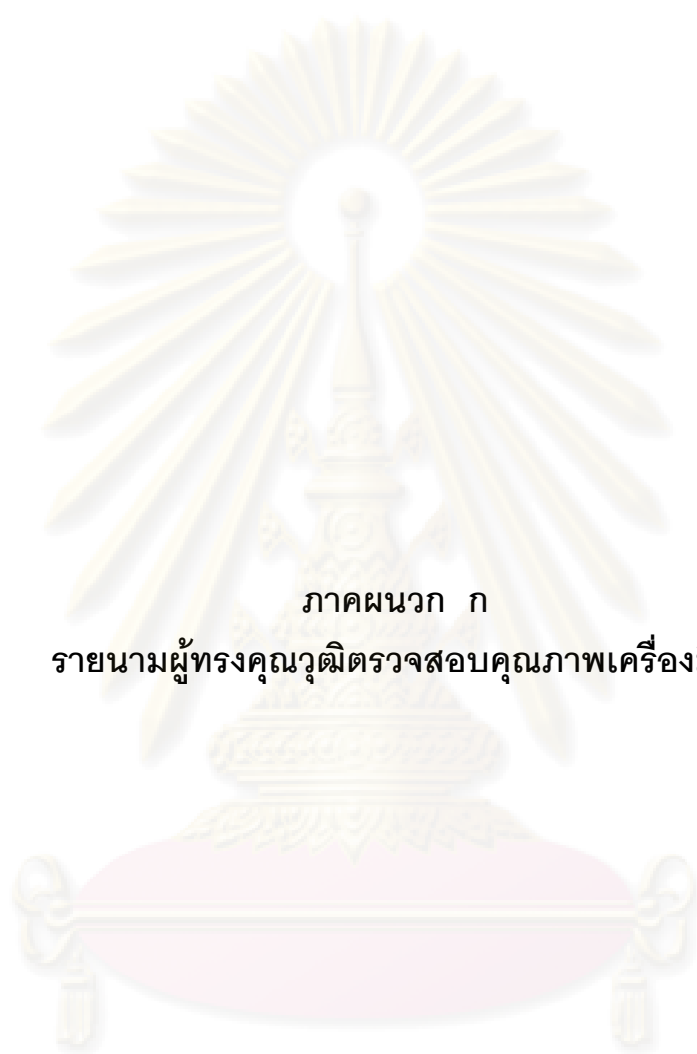 ภาคผนวก ก
รายนามผู้ทรงคุณวุฒิตรวจสอบคุณภาพเครื่อง